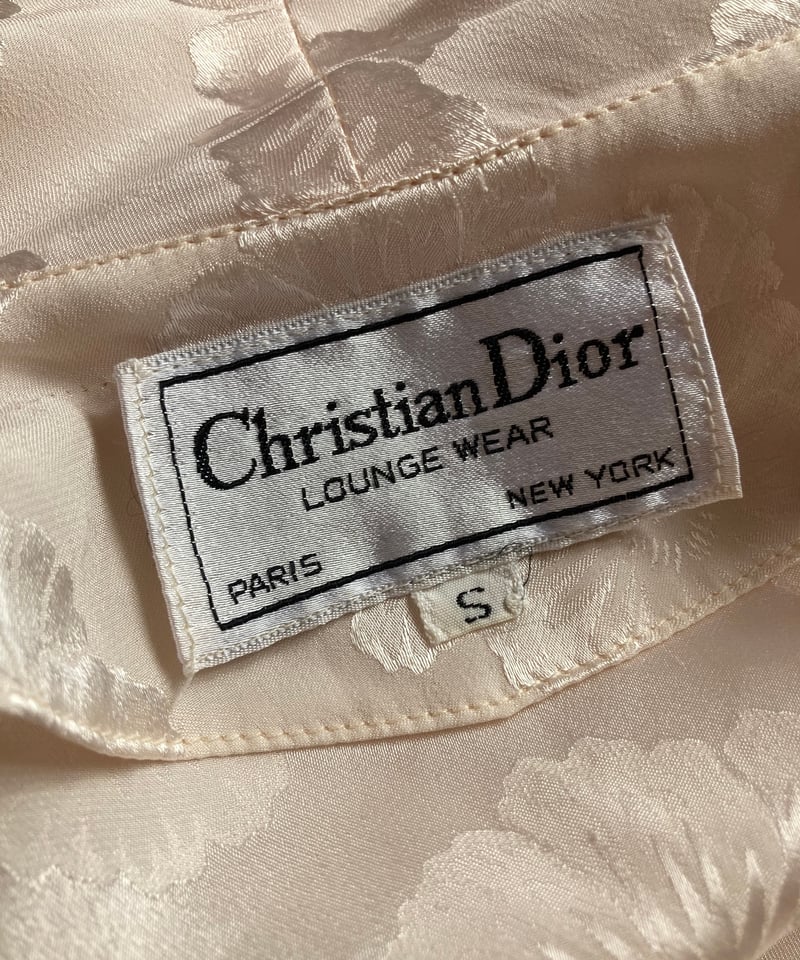 Christian Dior
LOUNGE WEAR
NEW YORK
PARIS
S